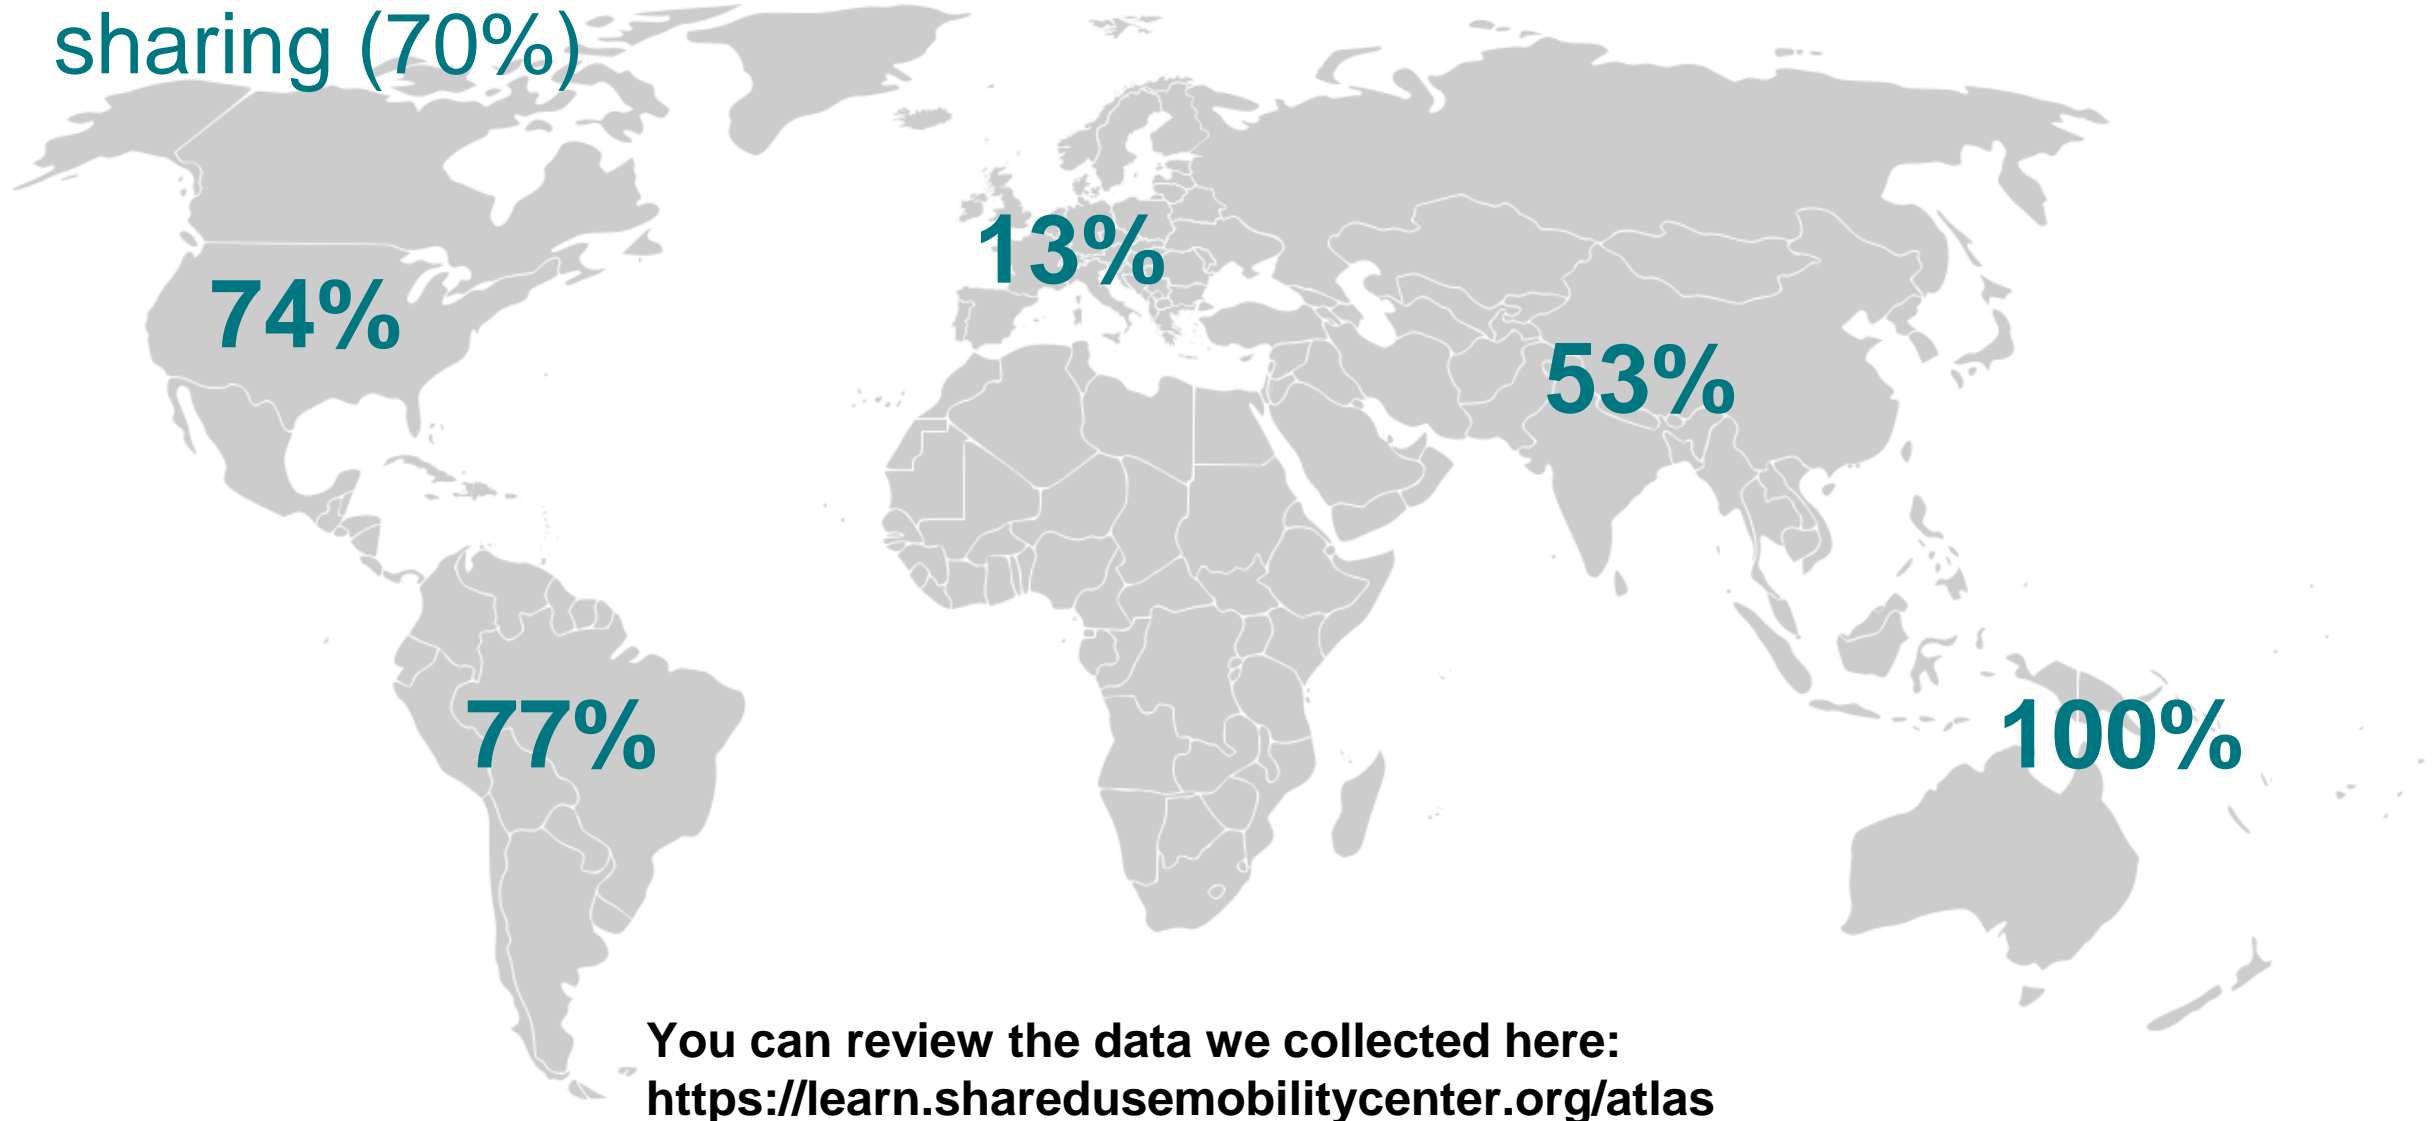 sharing (70%)
13%
74%
53%
77%
100%
You can review the data we collected here:
https://learn.sharedusemobilitycenter.org/atlas